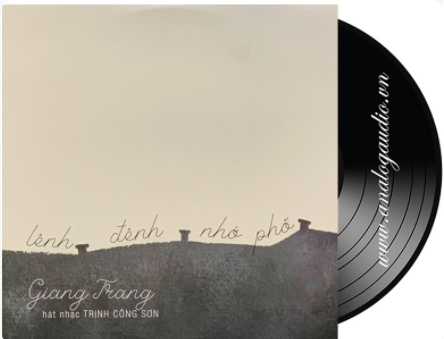 lênh đênh nhớ phố
Giang Trang
hát nhạc TRỊNH CÔNG SƠN
www.analogaudio.vn